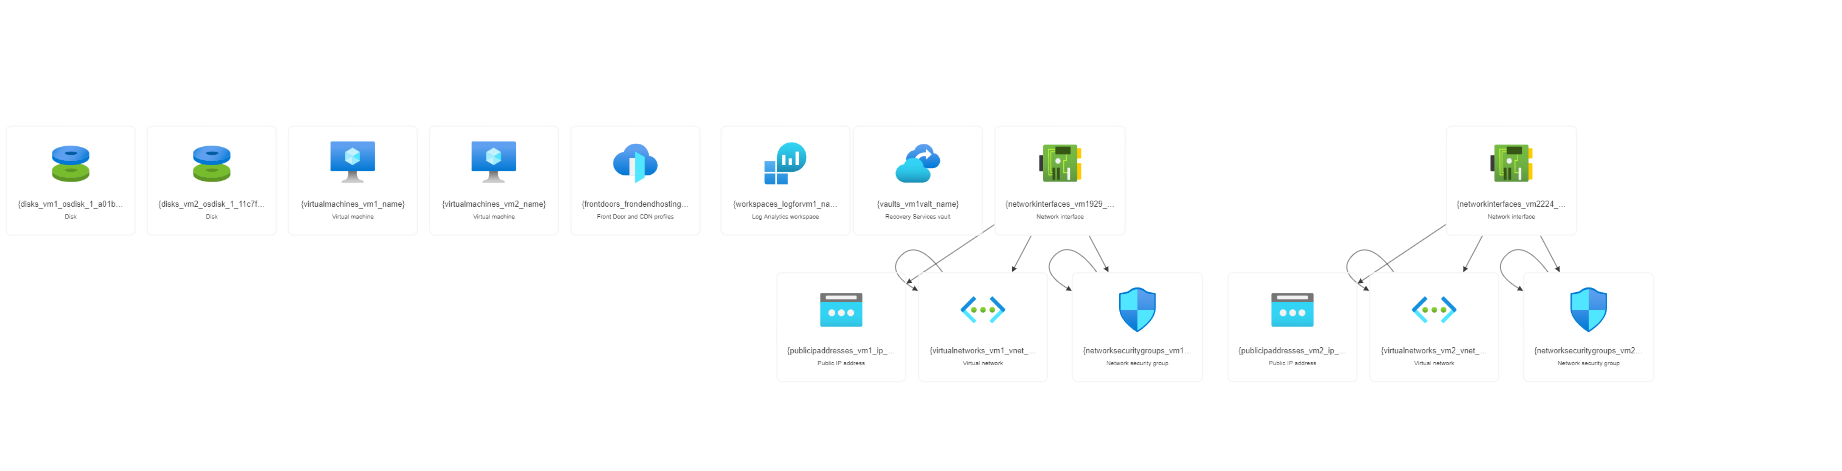 {disks_vm1_osdisk_1_a01b...
Disk
{disks_vm2_osdisk_1_11c7f...
Disk
{virtualmachines_vm1_name}
Virtual machine
{virtualmachines_vm2_name}
Virtual machine
{frontdoors_frondendhosting...
Front Door and CDN profiles
{workspaces_logforvm1_na...
Log Analytics workspace
{vaults_vm1valt_name}
Recovery Services vault
{networkinterfaces_vm1929_...
Network interface
{networkinterfaces_vm2224_...
Network interface
{publicipaddresses_vm1_ip_...
Public IP address
{virtualnetworks_vm1_vnet_...
Virtual network
{networksecuritygroups_vm1...
Network security group
{publicipaddresses_vm2_ip_...
Public IP address
{virtualnetworks_vm2_vnet_...
Virtual network
{networksecuritygroups_vm2...
Network security group